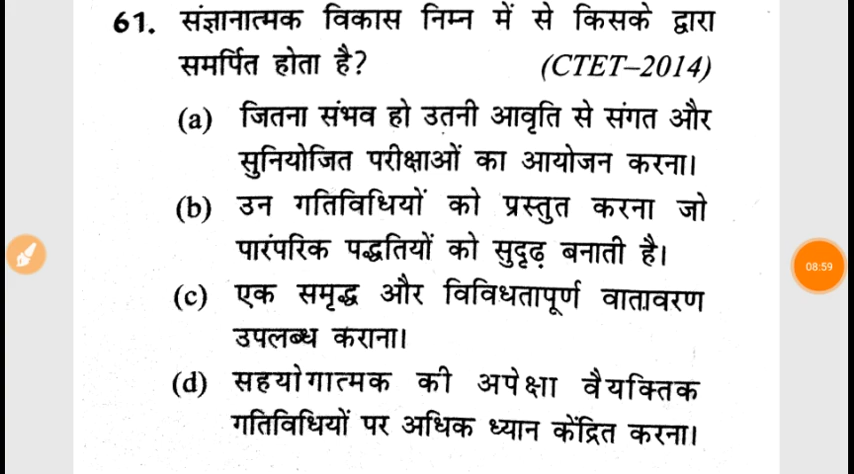 61. संज्ञानात्मक विकास निम्न में से किसके द्वारा
समर्पित होता है? (CTET–2014)
(a) जितना संभव हो उतनी आवृति से संगत और
सुनियोजित परीक्षाओं का आयोजन करना।
(b) उन गतिविधियों को प्रस्तुत करना जो
पारंपरिक पद्धतियों को सुदृढ़ बनाती है।
(c) एक समृद्ध और विविधतापूर्ण वातावरण
उपलब्ध कराना।
(d) सहयोगात्मक की अपेक्षा वैयक्तिक
गतिविधियों पर अधिक ध्यान केंद्रित करना।
08:59